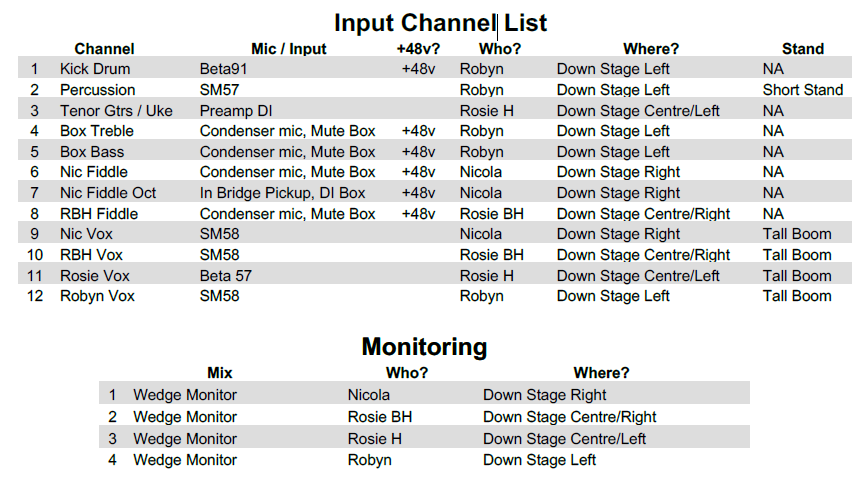 Input Channel List
Channel Mic / Input +48v? Who? Where? Stand
1 Kick Drum Beta91 +48v Robyn Down Stage Left NA
2 Percussion SM57 Robyn Down Stage Left Short Stand
3 Tenor Gtrs / Uke Preamp DI Rosie H Down Stage Centre/Left NA
4 Box Treble Condenser mic, Mute Box +48v Robyn Down Stage Left NA
5 Box Bass Condenser mic, Mute Box +48v Robyn Down Stage Left NA
6 Nic Fiddle Condenser mic, Mute Box +48v Nicola Down Stage Right NA
7 Nic Fiddle Oct In Bridge Pickup, DI Box +48v Nicola Down Stage Right NA
8 RBH Fiddle Condenser mic, Mute Box +48v Rosie BH Down Stage Centre/Right NA
9 Nic Vox SM58 Nicola Down Stage Right Tall Boom
10 RBH Vox SM58 Rosie BH Down Stage Centre/Right Tall Boom
11 Rosie Vox Beta 57 Rosie H Down Stage Centre/Left Tall Boom
12 Robyn Vox SM58 Robyn Down Stage Left Tall Boom
Monitoring
Mix Who? Where?
1 Wedge Monitor Nicola Down Stage Right
2 Wedge Monitor Rosie BH Down Stage Centre/Right
3 Wedge Monitor Rosie H Down Stage Centre/Left
4 Wedge Monitor Robyn Down Stage Left